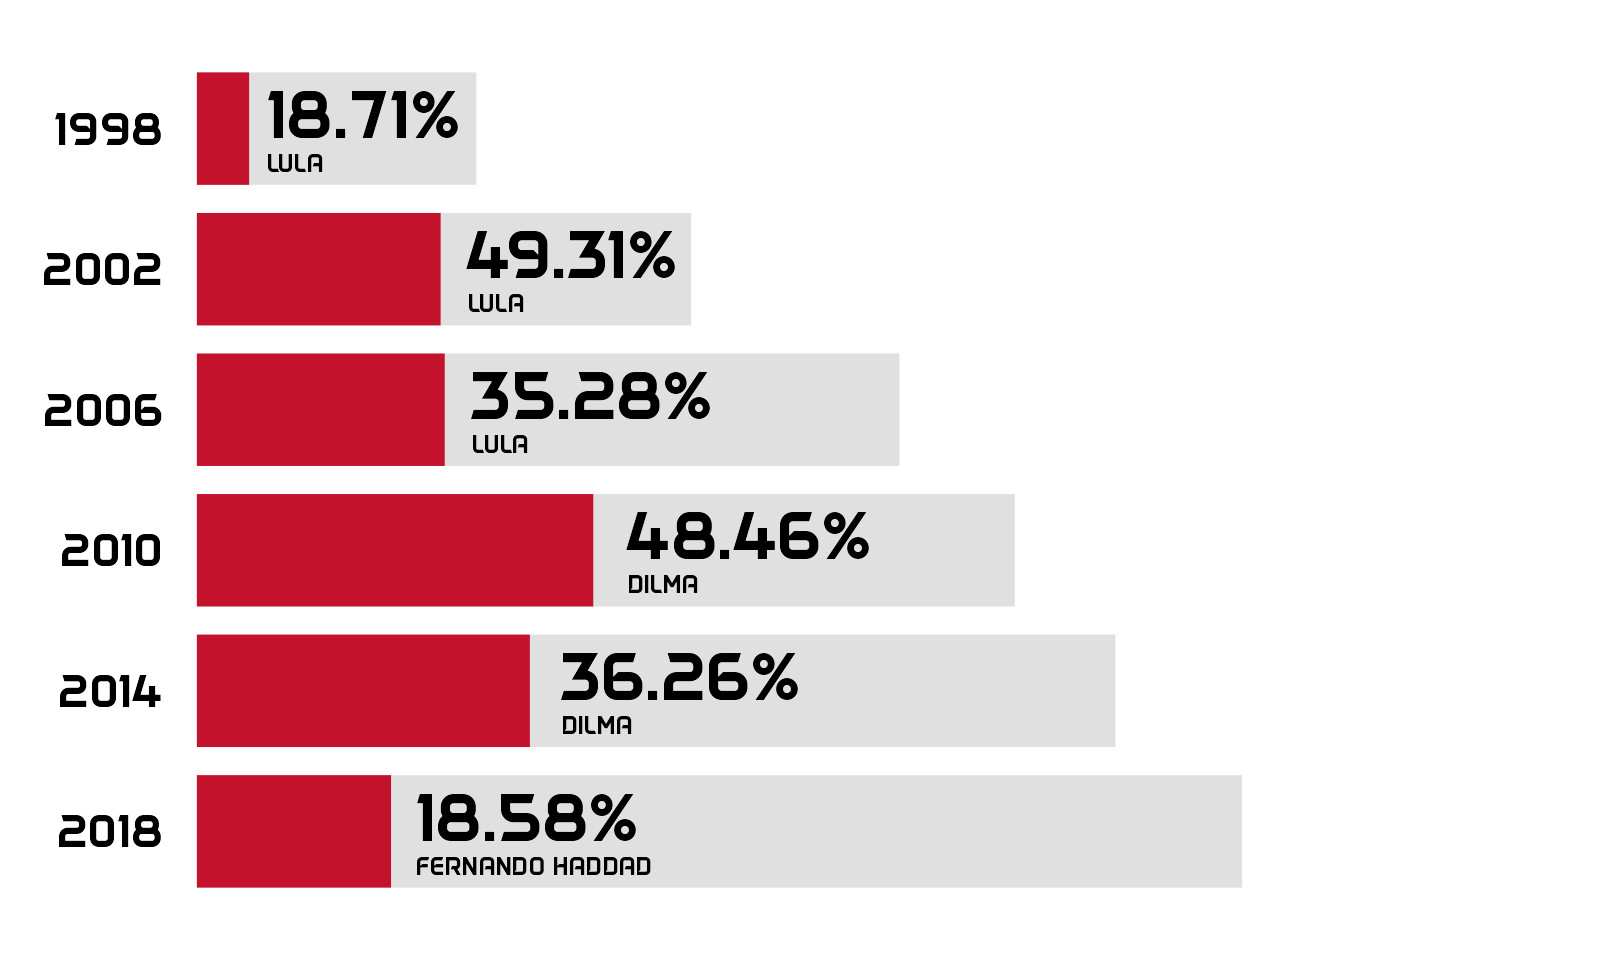 1998
18.71%
LULA
2002
49.31%
LULA
2006
35.28%
LULA
2010
48.46%
DILMA
2014
36.26%
DILMA
2018
18.58%
FERNANDO HADDAD